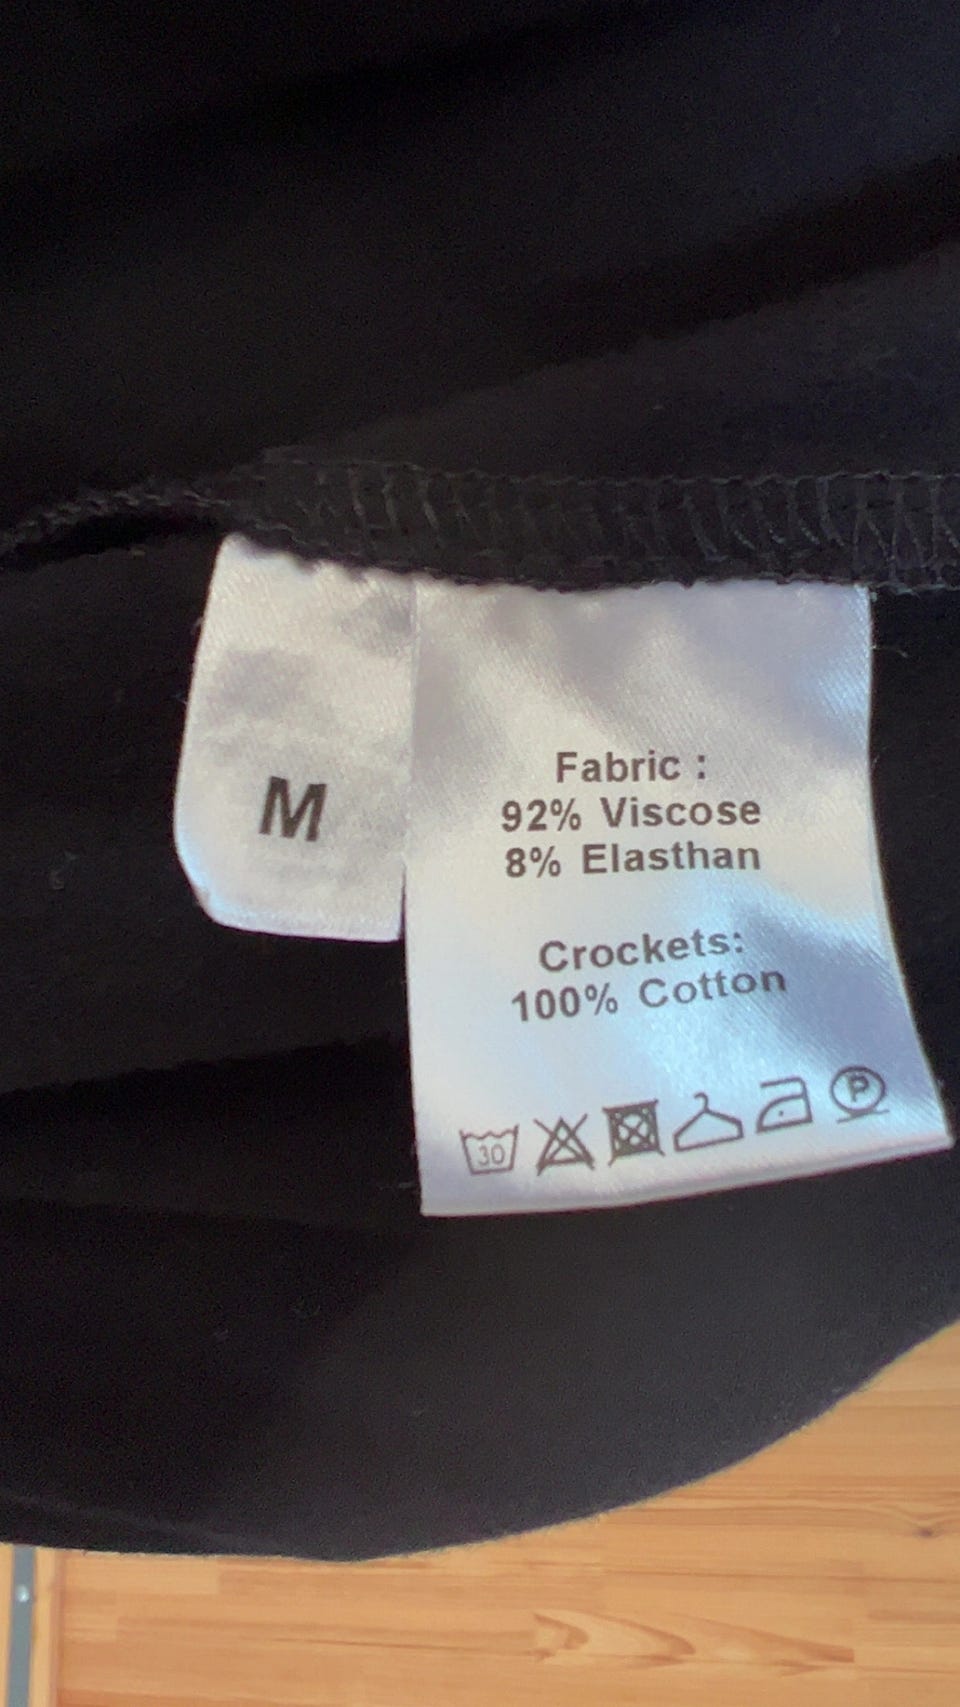 M
Fabric :
92% Viscose
8% Elasthan
Crockets:
100% Cotton
30
P